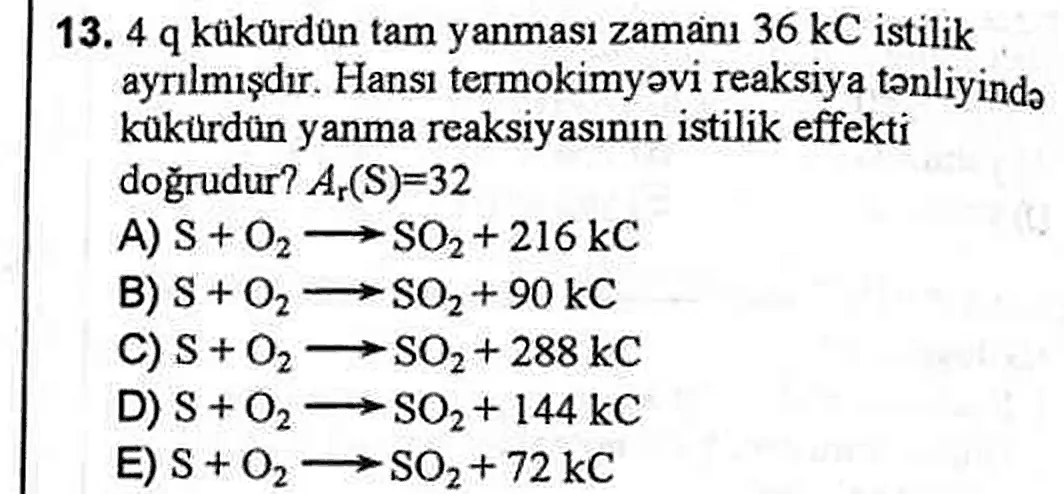 13. 4 q kükürdün tam yanması zamanı 36 kC istilik
ayrılmışdır. Hansı termokimyəvi reaksiya tənliyində
kükürdün yanma reaksiyasının istilik effekti
doğrudur? Aᵣ(S)=32
A) S + O₂ ⟶ SO₂ + 216 kC
B) S + O₂ ⟶ SO₂ + 90 kC
C) S + O₂ ⟶ SO₂ + 288 kC
D) S + O₂ ⟶ SO₂ + 144 kC
E) S + O₂ ⟶ SO₂ + 72 kC